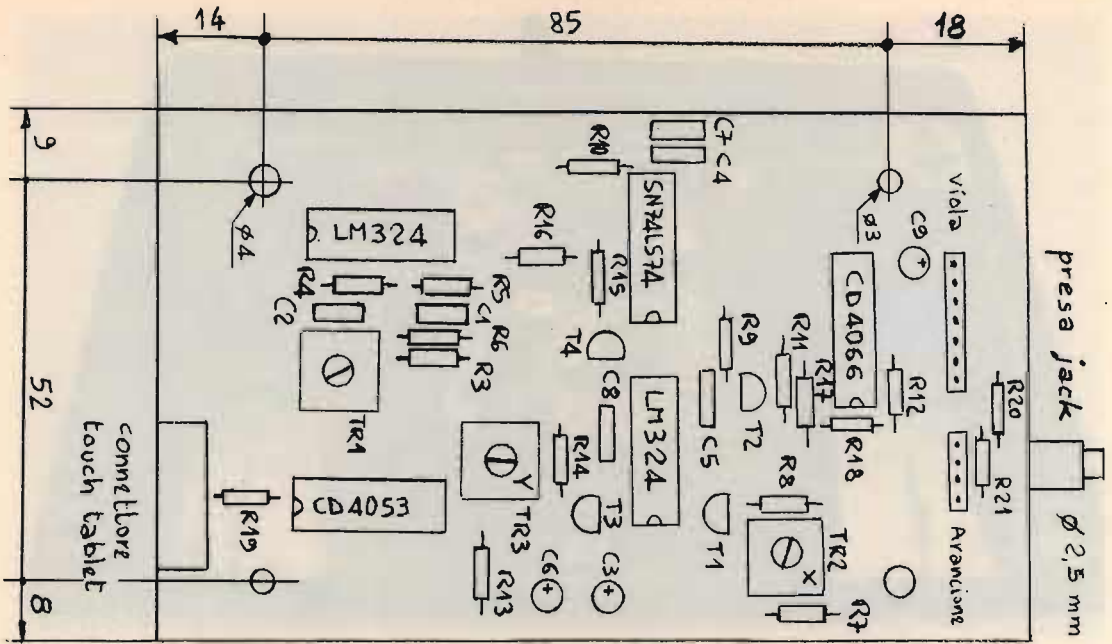 14
85
18
9
52
8
ø4
ø3
C7
C4
R10
SN74LS74
Viola
C9
presa jack
LM324
R16
R15
CD4066
R4
R5
C2
C1
R6
R3
T4
R9
R11
R17
R12
R20
TR1
C8
LM324
C5
T2
R18
R21
connettore
touch tablet
R19
CD4053
Y
TR3
R14
T3
T1
R8
TR2
X
Arancione
ø 2,5 mm
R13
C6
+
C3
+
+
R7